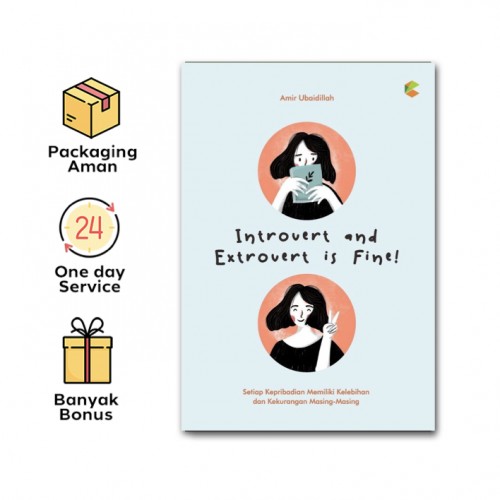 Packaging
Aman
24
One day
Service
Banyak
Bonus
Amir Ubaidillah
Introvert and
Extrovert is Fine!
Setiap Kepribadian Memiliki Kelebihan
dan Kekurangan Masing-Masing